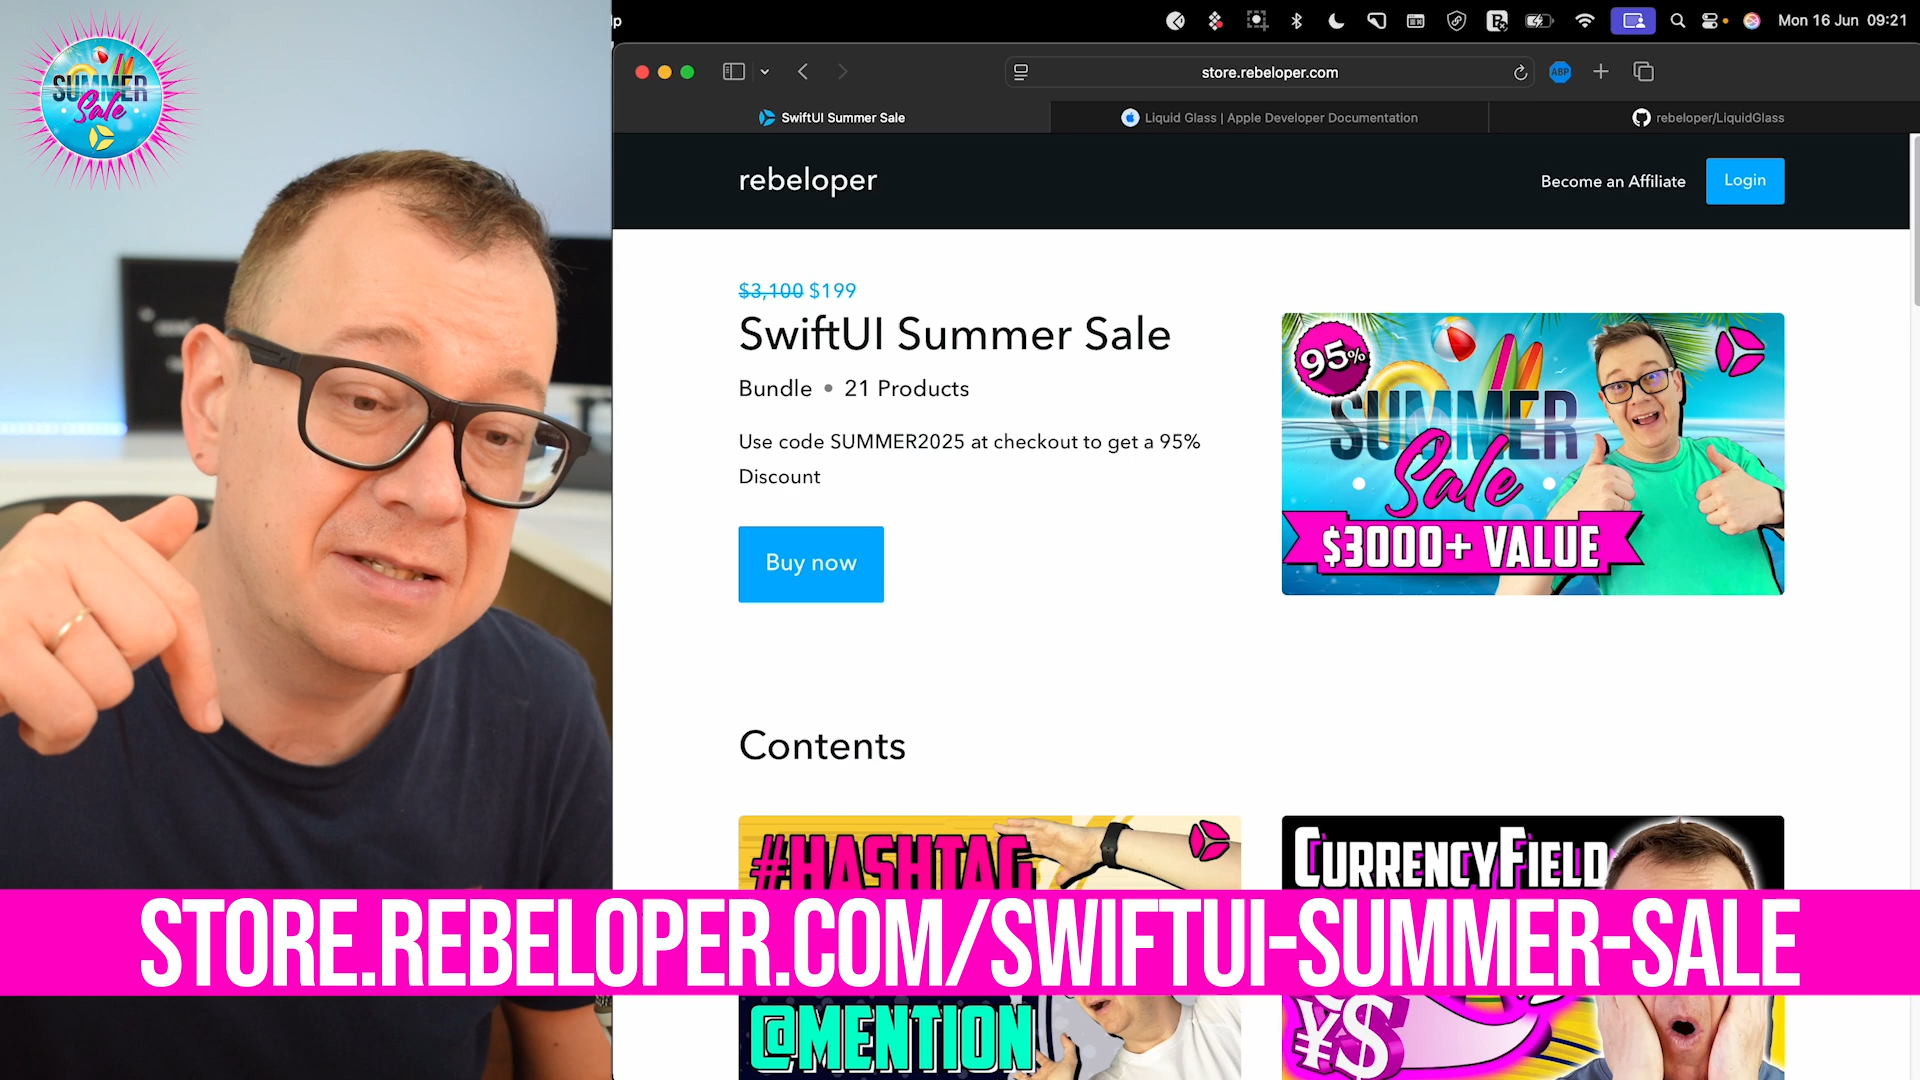 SUMMER
Sale
Mon 16 Jun 09:21
store.rebeloper.com
ABP
SwiftUI Summer Sale
Liquid Glass | Apple Developer Documentation
rebeloper/LiquidGlass
rebeloper
Become an Affiliate
Login
$3,100 $199
SwiftUI Summer Sale
Bundle • 21 Products
Use code SUMMER2025 at checkout to get a 95%
Discount
Buy now
95%
SUMMER
Sale
$3000+ VALUE
Contents
#HASHTAG
CURRENCYFIELD
STORE.REBELOPER.COM/SWIFTUI-SUMMER-SALE
@MENTION
¥$